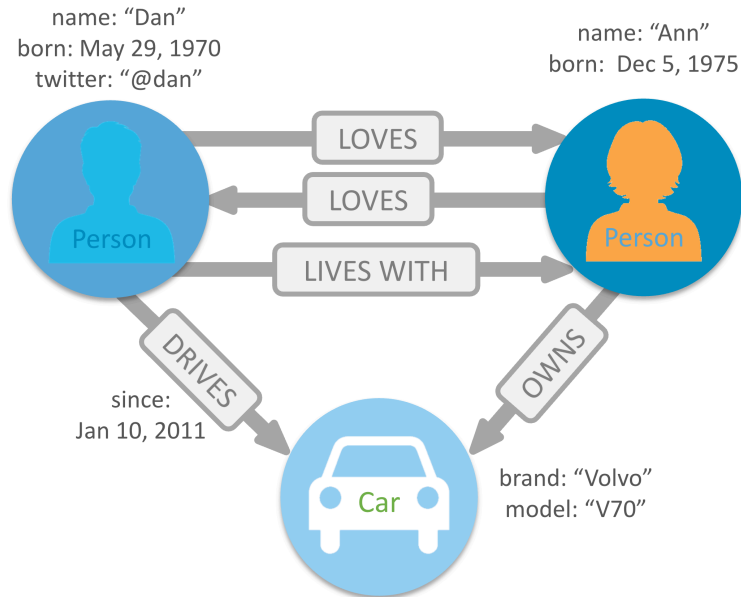 name: “Dan”
born: May 29, 1970
twitter: “@dan”
name: “Ann”
born:  Dec 5, 1975
LOVES
LOVES
Person
Person
LIVES WITH
DRIVES
OWNS
since:
Jan 10, 2011
Car
brand: “Volvo”
model: “V70”